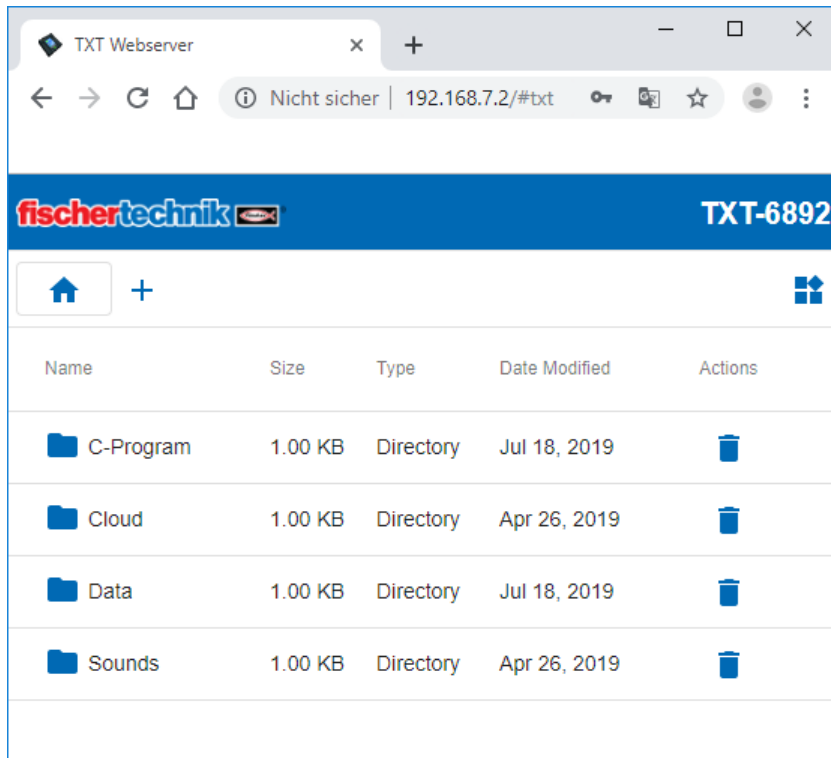 TXT Webserver
Nicht sicher | 192.168.7.2/#txt
fischertechnik TXT-6892
Name Size Type Date Modified Actions
C-Program 1.00 KB Directory Jul 18, 2019
Cloud 1.00 KB Directory Apr 26, 2019
Data 1.00 KB Directory Jul 18, 2019
Sounds 1.00 KB Directory Apr 26, 2019